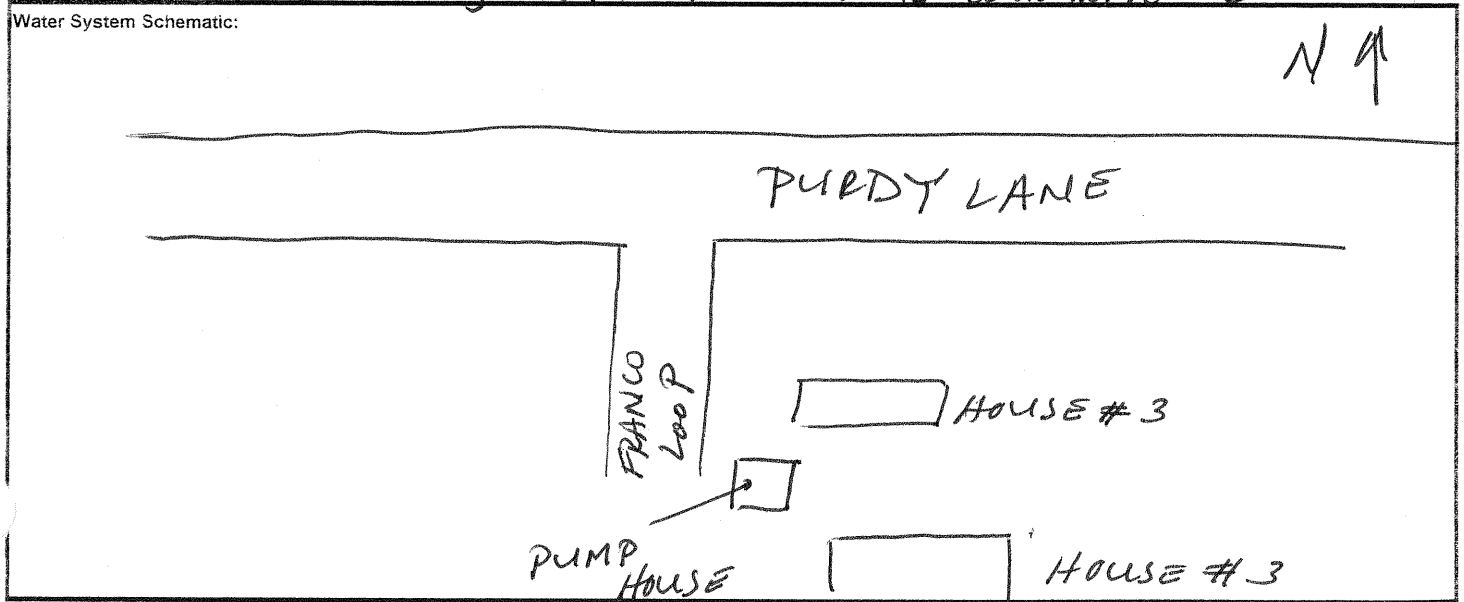 Water System Schematic:
N
PURDY LANE
FRANCO
LOOP
HOUSE # 3
PUMP
HOUSE
HOUSE # 3